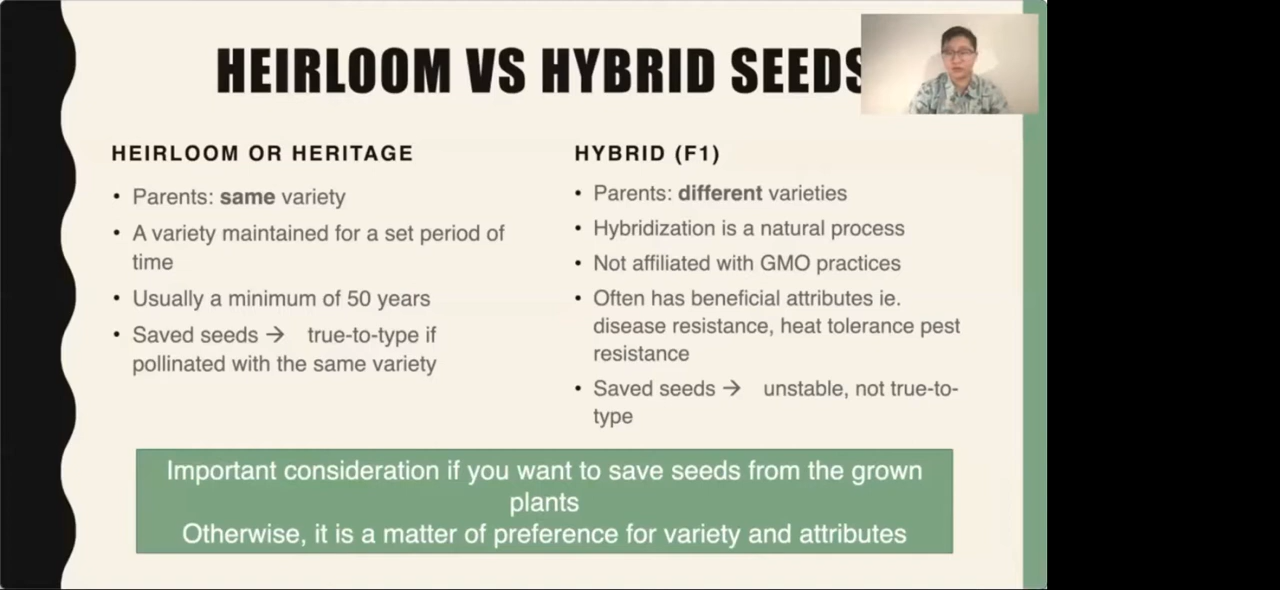 HEIRLOOM VS HYBRID SEEDS
HEIRLOOM OR HERITAGE
• Parents: same variety
• A variety maintained for a set period of
time
• Usually a minimum of 50 years
• Saved seeds → true-to-type if
pollinated with the same variety
HYBRID (F1)
• Parents: different varieties
• Hybridization is a natural process
• Not affiliated with GMO practices
• Often has beneficial attributes ie.
disease resistance, heat tolerance pest
resistance
• Saved seeds → unstable, not true-to-
type
Important consideration if you want to save seeds from the grown
plants
Otherwise, it is a matter of preference for variety and attributes